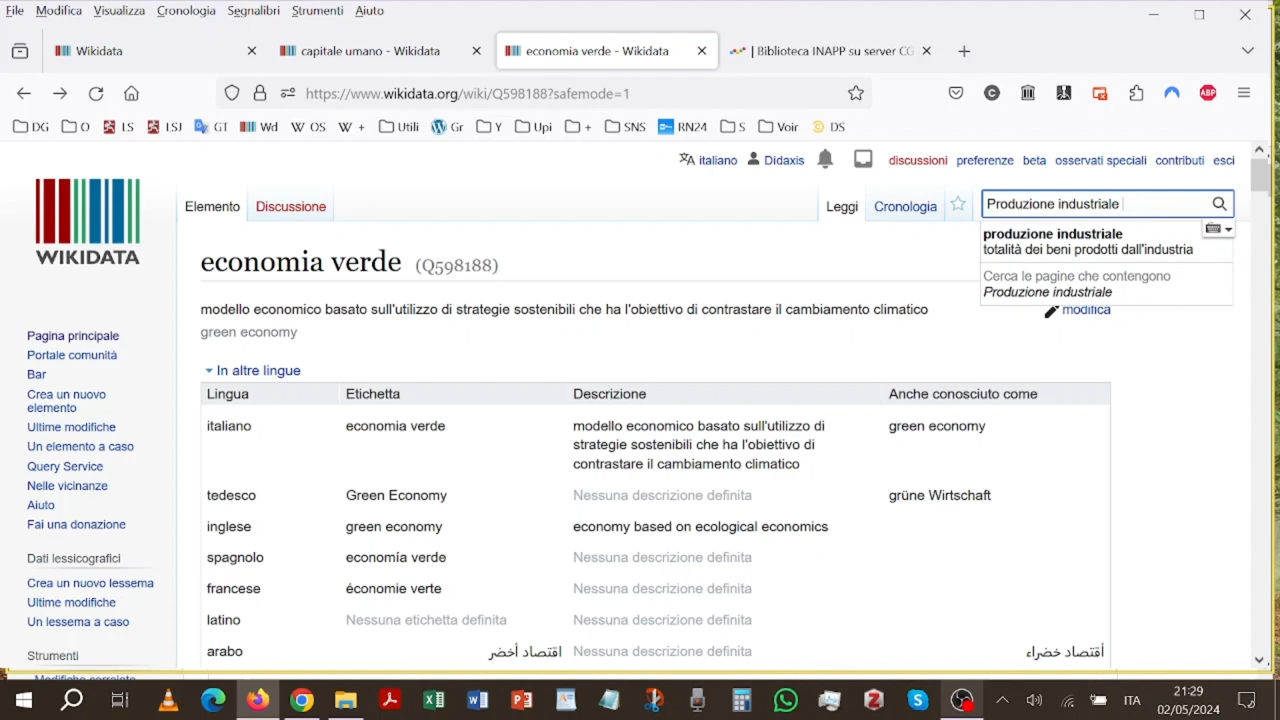 File Modifica Visualizza Cronologia Segnalibri Strumenti Aiuto
Wikidata capitale umano - Wikidata economia verde - Wikidata | Biblioteca INAPP su server CG
https://www.wikidata.org/wiki/Q598188?safemode=1
DG O LS LSJ GT Wd OS + Utili Gr Y Upi + SNS RN24 S Voir DS
italiano Didaxis discussioni preferenze beta osservati speciali contributi esci
Elemento Discussione Leggi Cronologia Produzione industriale
WIKIDATA
produzione industriale
totalità dei beni prodotti dall'industria
Cerca le pagine che contengono
Produzione industriale
economia verde (Q598188)
modello economico basato sull'utilizzo di strategie sostenibili che ha l'obiettivo di contrastare il cambiamento climatico
modifica
green economy
In altre lingue
Lingua Etichetta Descrizione Anche conosciuto come
italiano economia verde modello economico basato sull'utilizzo di green economy
strategie sostenibili che ha l'obiettivo di
contrastare il cambiamento climatico
tedesco Green Economy Nessuna descrizione definita grüne Wirtschaft
inglese green economy economy based on ecological economics
spagnolo economía verde Nessuna descrizione definita
francese économie verte Nessuna descrizione definita
latino Nessuna etichetta definita Nessuna descrizione definita
arabo اقتصاد أخضر Nessuna descrizione definita أقتصاد خضراء
Pagina principale
Portale comunità
Bar
Crea un nuovo
elemento
Ultime modifiche
Un elemento a caso
Query Service
Nelle vicinanze
Aiuto
Fai una donazione
Dati lessicografici
Crea un nuovo lessema
Ultime modifiche
Un lessema a caso
Strumenti
Modifiche correlate
ITA
21:29
02/05/2024